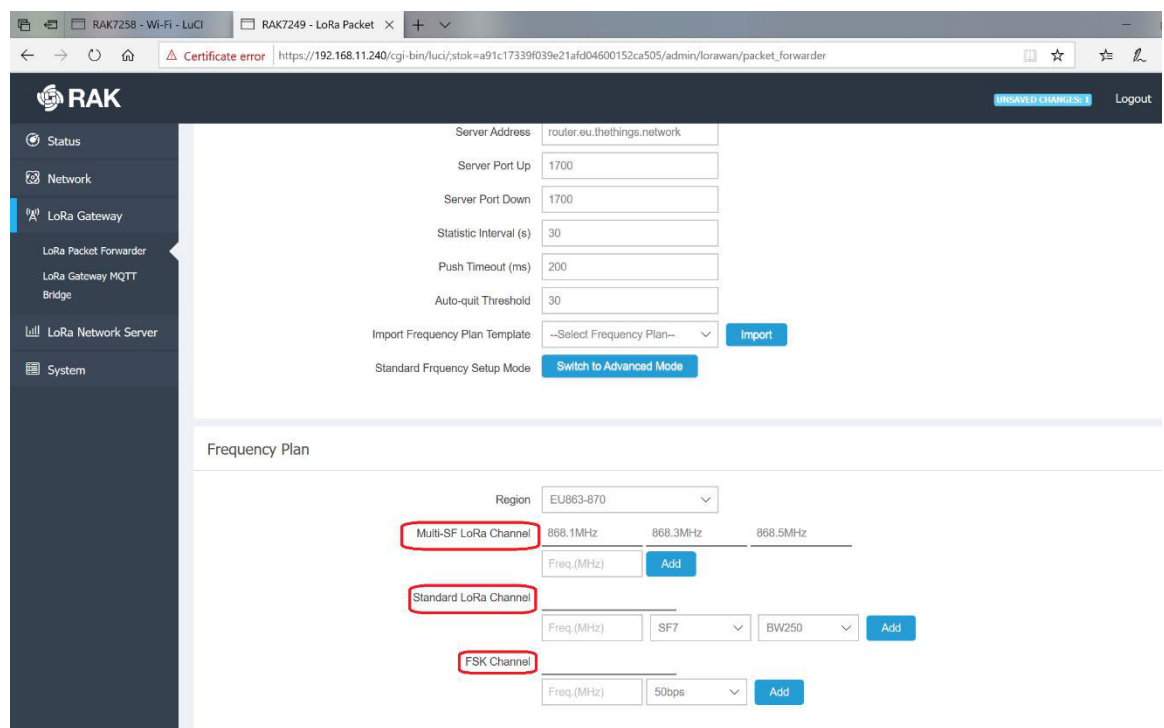 RAK7258 - Wi-Fi - LuCI
RAK7249 - LoRa Packet
Certificate error https://192.168.11.240/cgi-bin/luci/;stok=a91c17339f039e21afd04600152ca505/admin/lorawan/packet_forwarder
RAK
UNSAVED CHANGES: 1 Logout
Status
Network
LoRa Gateway
LoRa Packet Forwarder
LoRa Gateway MQTT
Bridge
LoRa Network Server
System
Server Address router.eu.thethings.network
Server Port Up 1700
Server Port Down 1700
Statistic Interval (s) 30
Push Timeout (ms) 200
Auto-quit Threshold 30
Import Frequency Plan Template --Select Frequency Plan-- Import
Standard Frquency Setup Mode Switch to Advanced Mode
Frequency Plan
Region EU863-870
Multi-SF LoRa Channel 868.1MHz 868.3MHz 868.5MHz
Freq.(MHz) Add
Standard LoRa Channel
Freq.(MHz) SF7 BW250 Add
FSK Channel
Freq.(MHz) 50bps Add